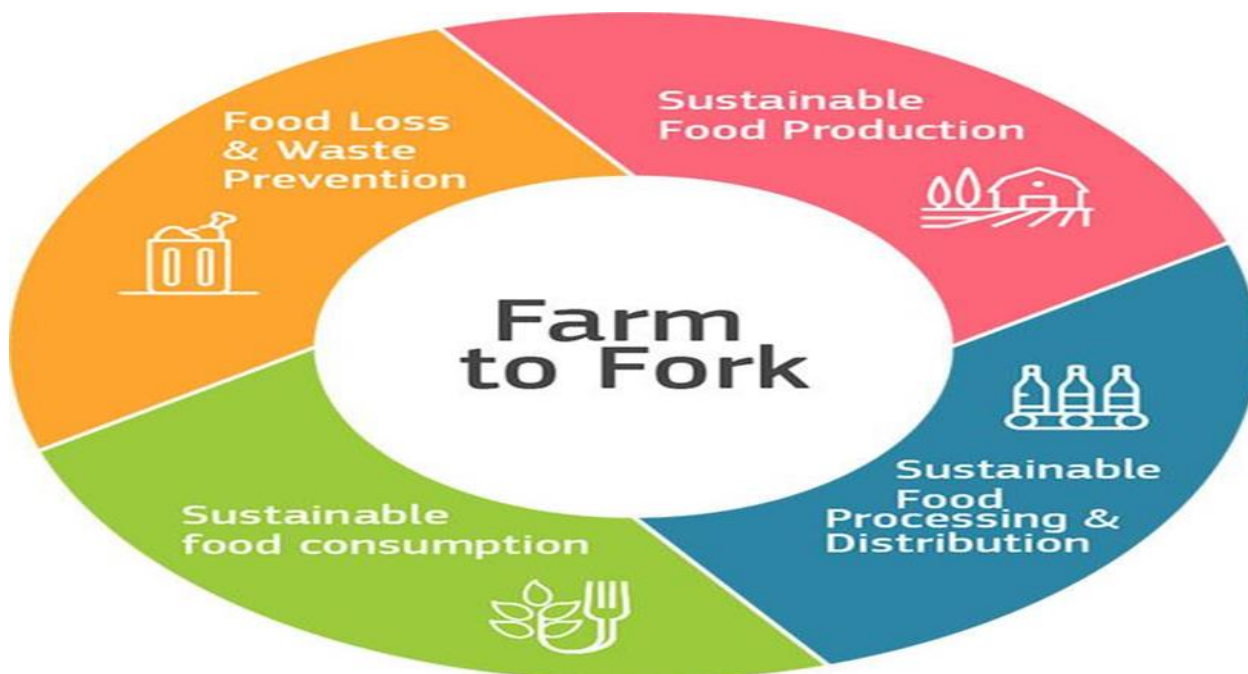 Farm
to Fork
Sustainable
Food Production
Sustainable
Food
Processing &
Distribution
Sustainable
food consumption
Food Loss
& Waste
Prevention